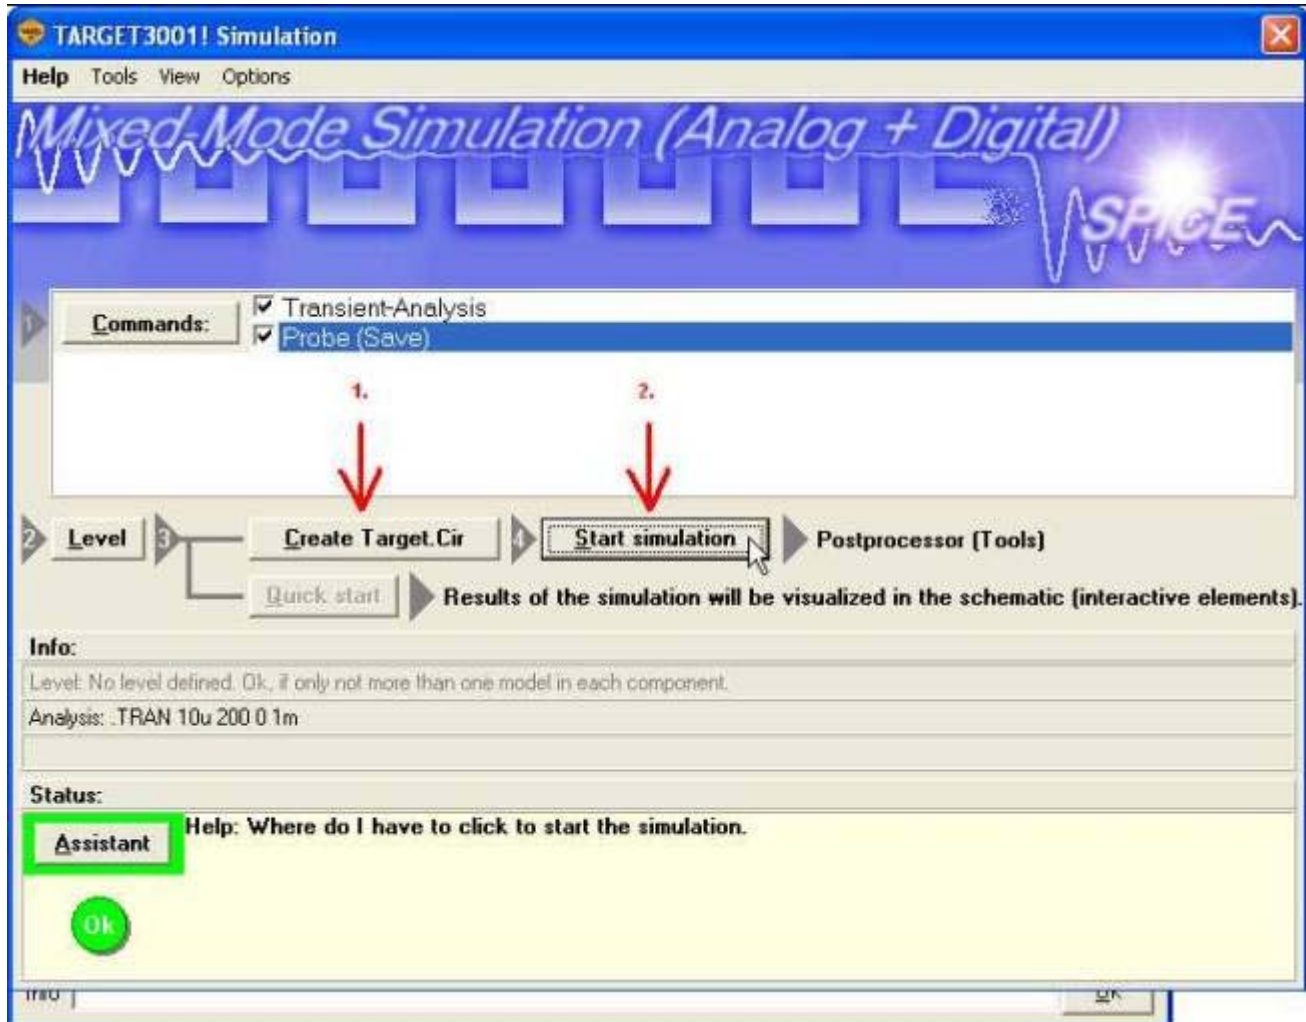 TARGET3001! Simulation
Help Tools View Options
Mixed-Mode Simulation (Analog + Digital)
SPICE
1
Commands:
Transient-Analysis
Probe (Save)
1. 2.
2 Level 3 Create Target.Cir 4 Start simulation Postprocessor (Tools)
Quick start Results of the simulation will be visualized in the schematic (interactive elements).
Info:
Level: No level defined. Ok, if only not more than one model in each component.
Analysis: .TRAN 10u 200 0 1m
Status:
Assistant Help: Where do I have to click to start the simulation.
Ok